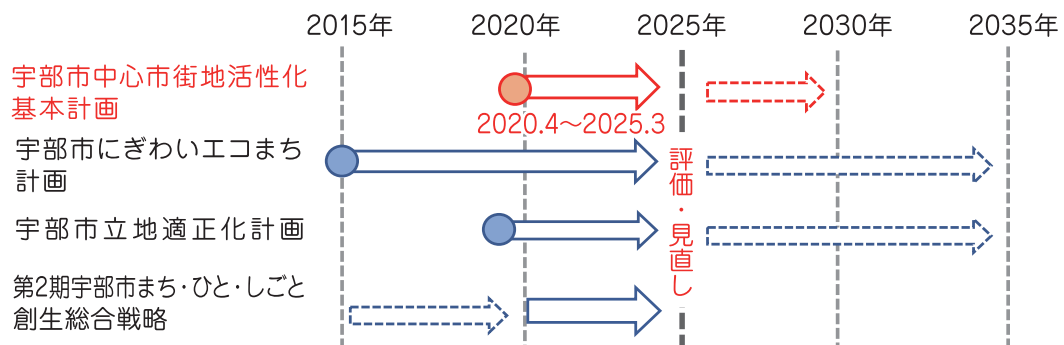 2015年 2020年 2025年 2030年 2035年
宇部市中心市街地活性化
基本計画
2020.4～2025.3
宇部市にぎわいエコまち
計画
評価・見直し
宇部市立地適正化計画
第2期宇部市まち・ひと・しごと
創生総合戦略